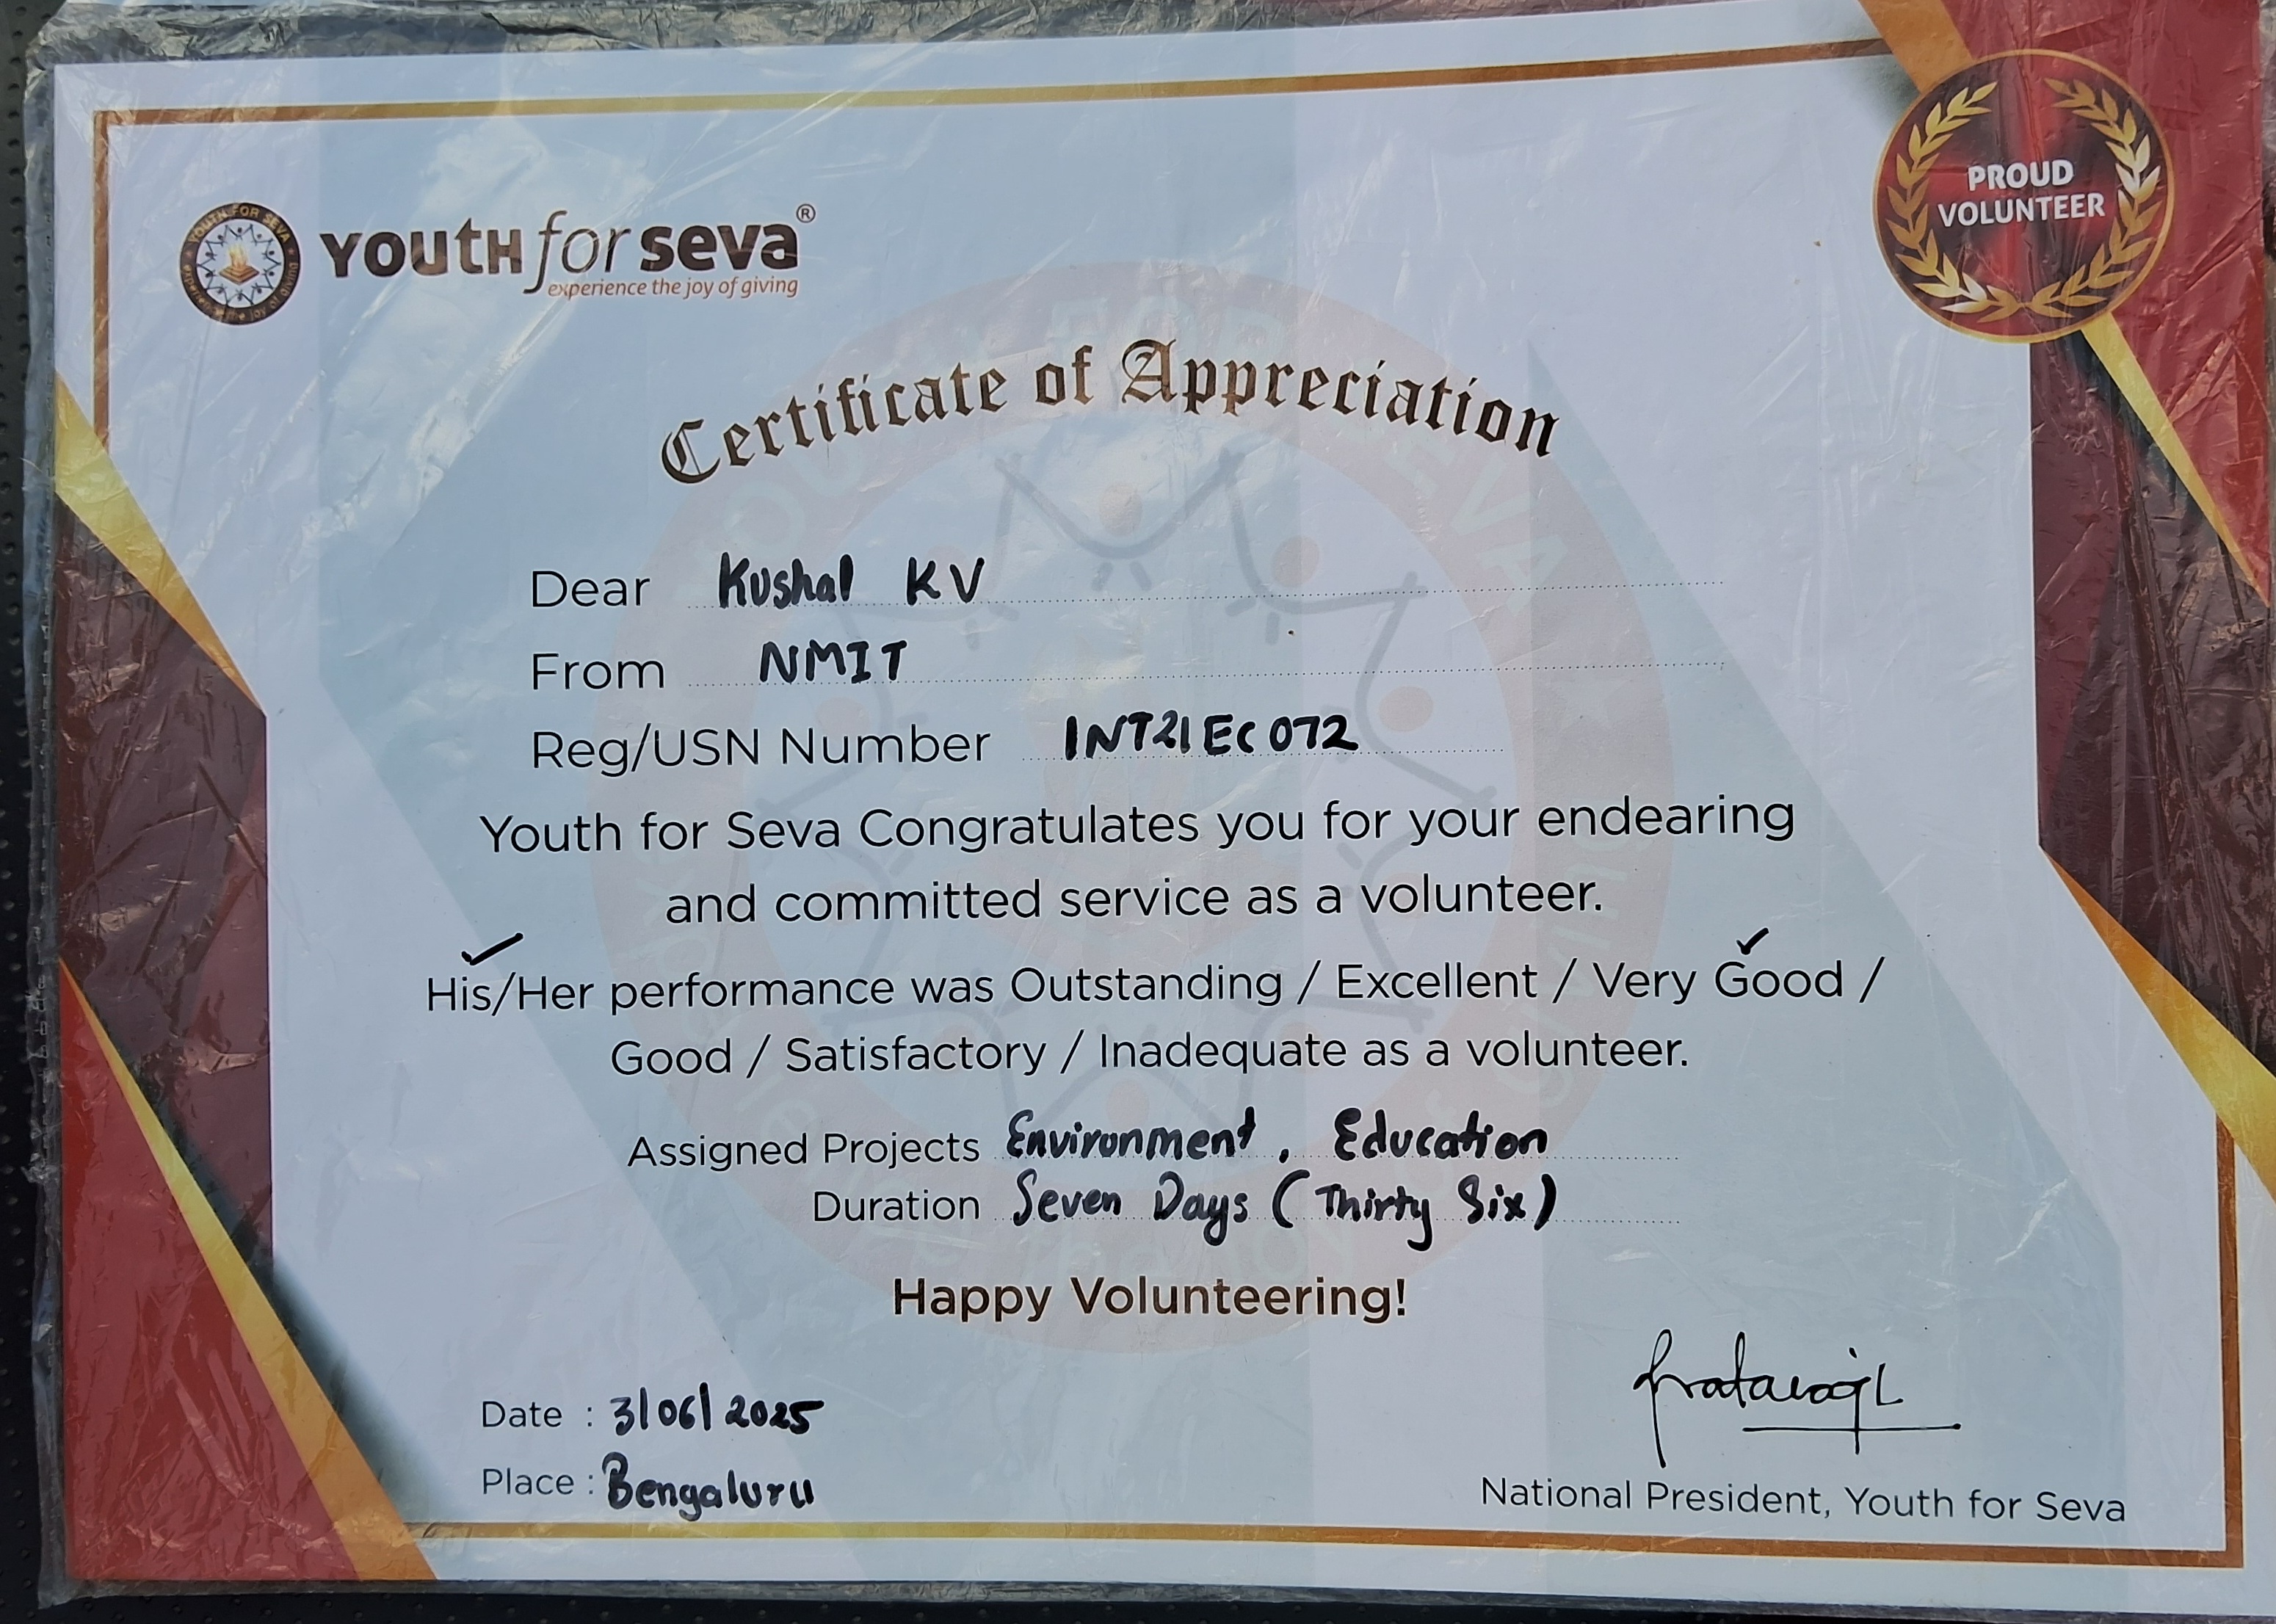 YOUTH FOR SEVA
experience the joy of giving
YOUTH for seva®
experience the joy of giving
PROUD
VOLUNTEER
Certificate of Appreciation
Dear Kushal KV
From NMIT
Reg/USN Number 1NT21EC072
Youth for Seva Congratulates you for your endearing
and committed service as a volunteer.
His/Her performance was Outstanding / Excellent / Very Good /
Good / Satisfactory / Inadequate as a volunteer.
Assigned Projects Environment, Education
Duration Seven Days (Thirty Six)
Happy Volunteering!
Date : 3/06/2025
Place : Bengaluru
National President, Youth for Seva